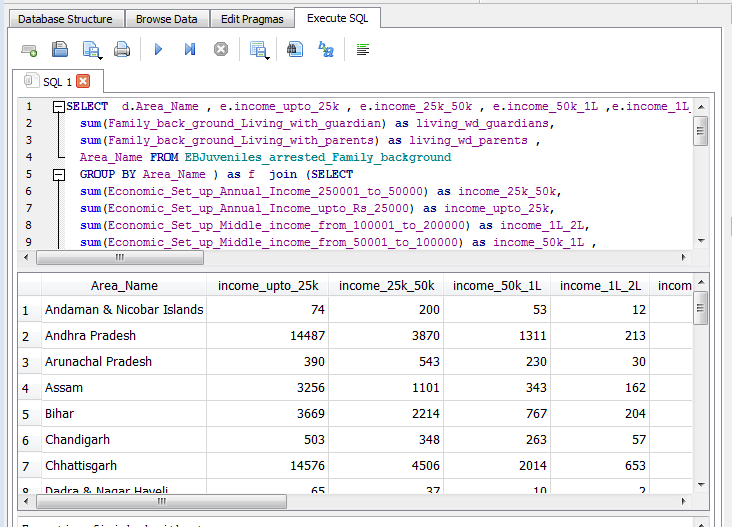 Database Structure Browse Data Edit Pragmas Execute SQL
SQL 1
1 SELECT d.Area_Name , e.income_upto_25k , e.income_25k_50k , e.income_50k_1L ,e.income_1L_
2 sum(Family_back_ground_Living_with_guardian) as living_wd_guardians,
3 sum(Family_back_ground_Living_with_parents) as living_wd_parents ,
4 Area_Name FROM EBJuveniles_arrested_Family_background
5 GROUP BY Area_Name ) as f join (SELECT
6 sum(Economic_Set_up_Annual_Income_250001_to_50000) as income_25k_50k,
7 sum(Economic_Set_up_Annual_Income_upto_Rs_25000) as income_upto_25k,
8 sum(Economic_Set_up_Middle_income_from_100001_to_200000) as income_1L_2L,
9 sum(Economic_Set_up_Middle_income_from_50001_to_100000) as income_50k_1L ,
Area_Name income_upto_25k income_25k_50k income_50k_1L income_1L_2L incom
1 Andaman & Nicobar Islands 74 200 53 12
2 Andhra Pradesh 14487 3870 1311 213
3 Arunachal Pradesh 390 543 230 30
4 Assam 3256 1101 343 162
5 Bihar 3669 2214 767 204
6 Chandigarh 503 348 263 57
7 Chhattisgarh 14576 4506 2014 653
8 Dadra & Nagar Haveli 65 37 10 2